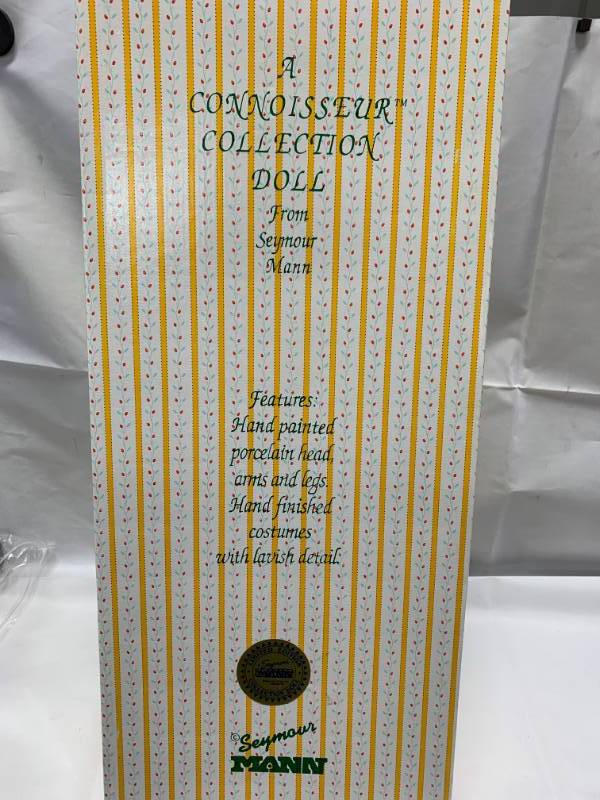 A
CONNOISSEUR™
COLLECTION
DOLL
From
Seymour
Mann
Features:
Hand painted
porcelain head,
arms and legs.
Hand finished
costumes
with lavish detail.
©Seymour
MANN